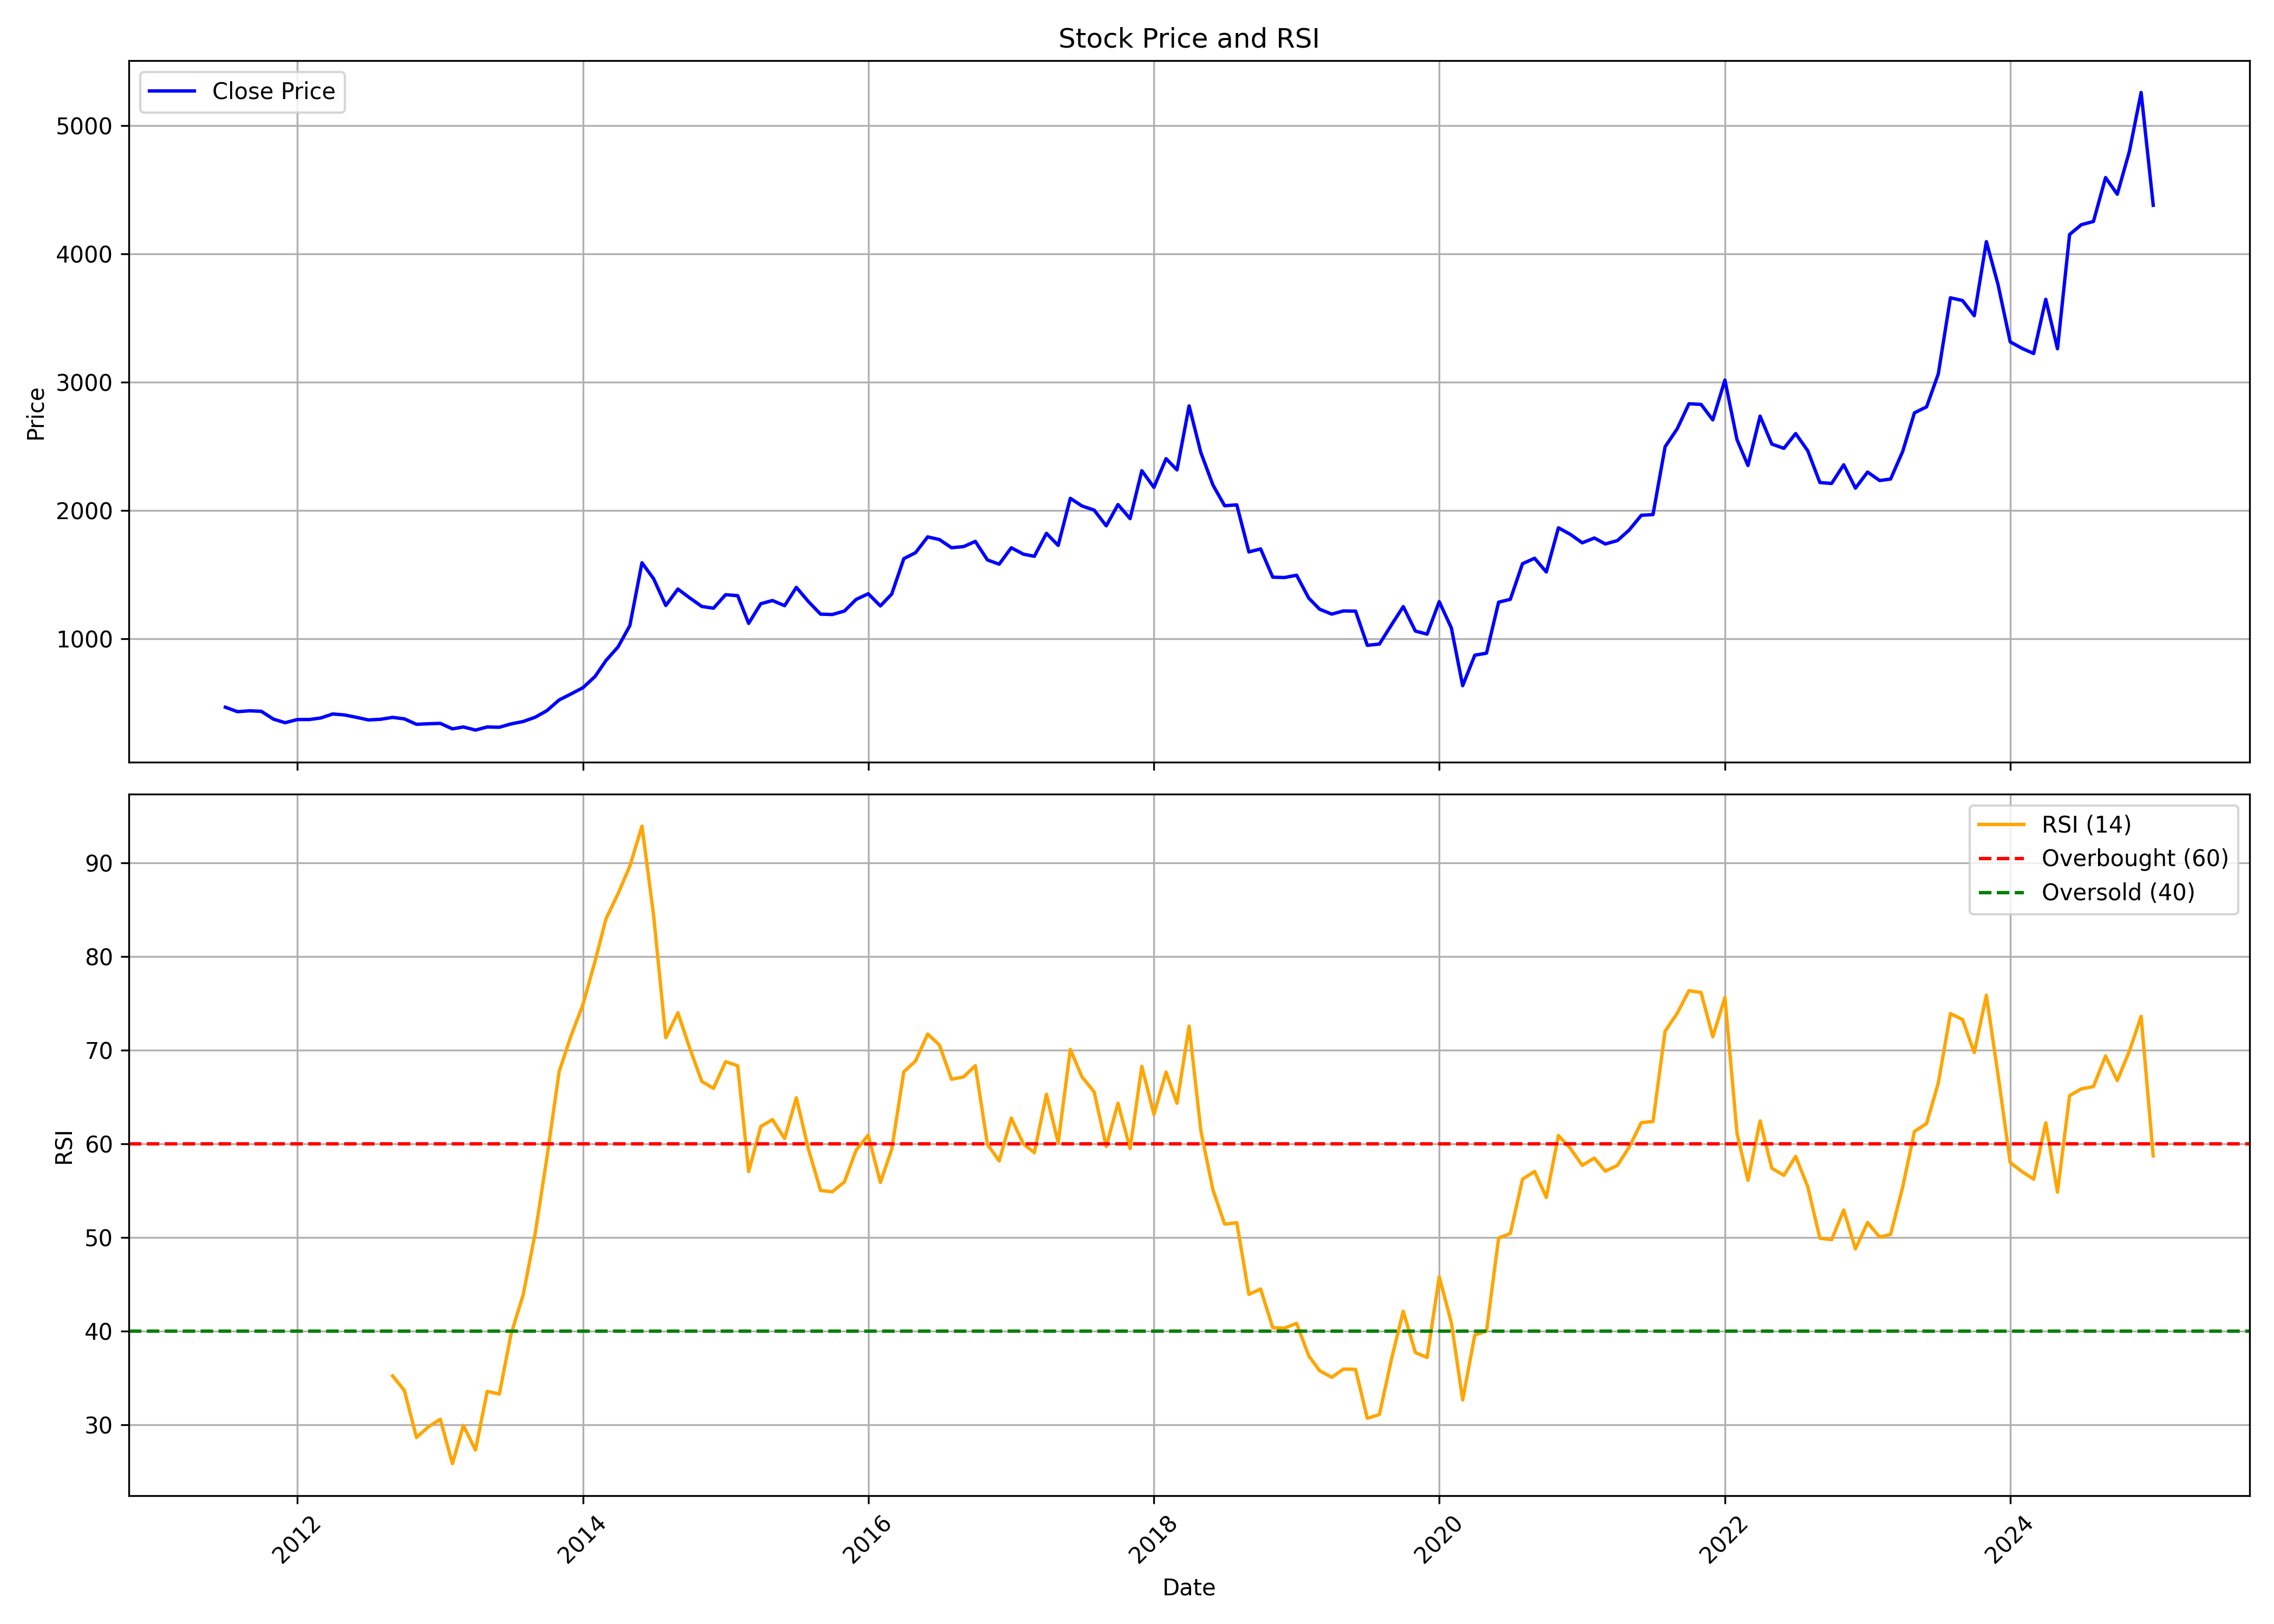 Stock Price and RSI
Close Price
5000
4000
3000
2000
1000
Price
RSI (14)
Overbought (60)
Oversold (40)
90
80
70
60
50
40
30
RSI
2012
2014
2016
2018
2020
2022
2024
Date